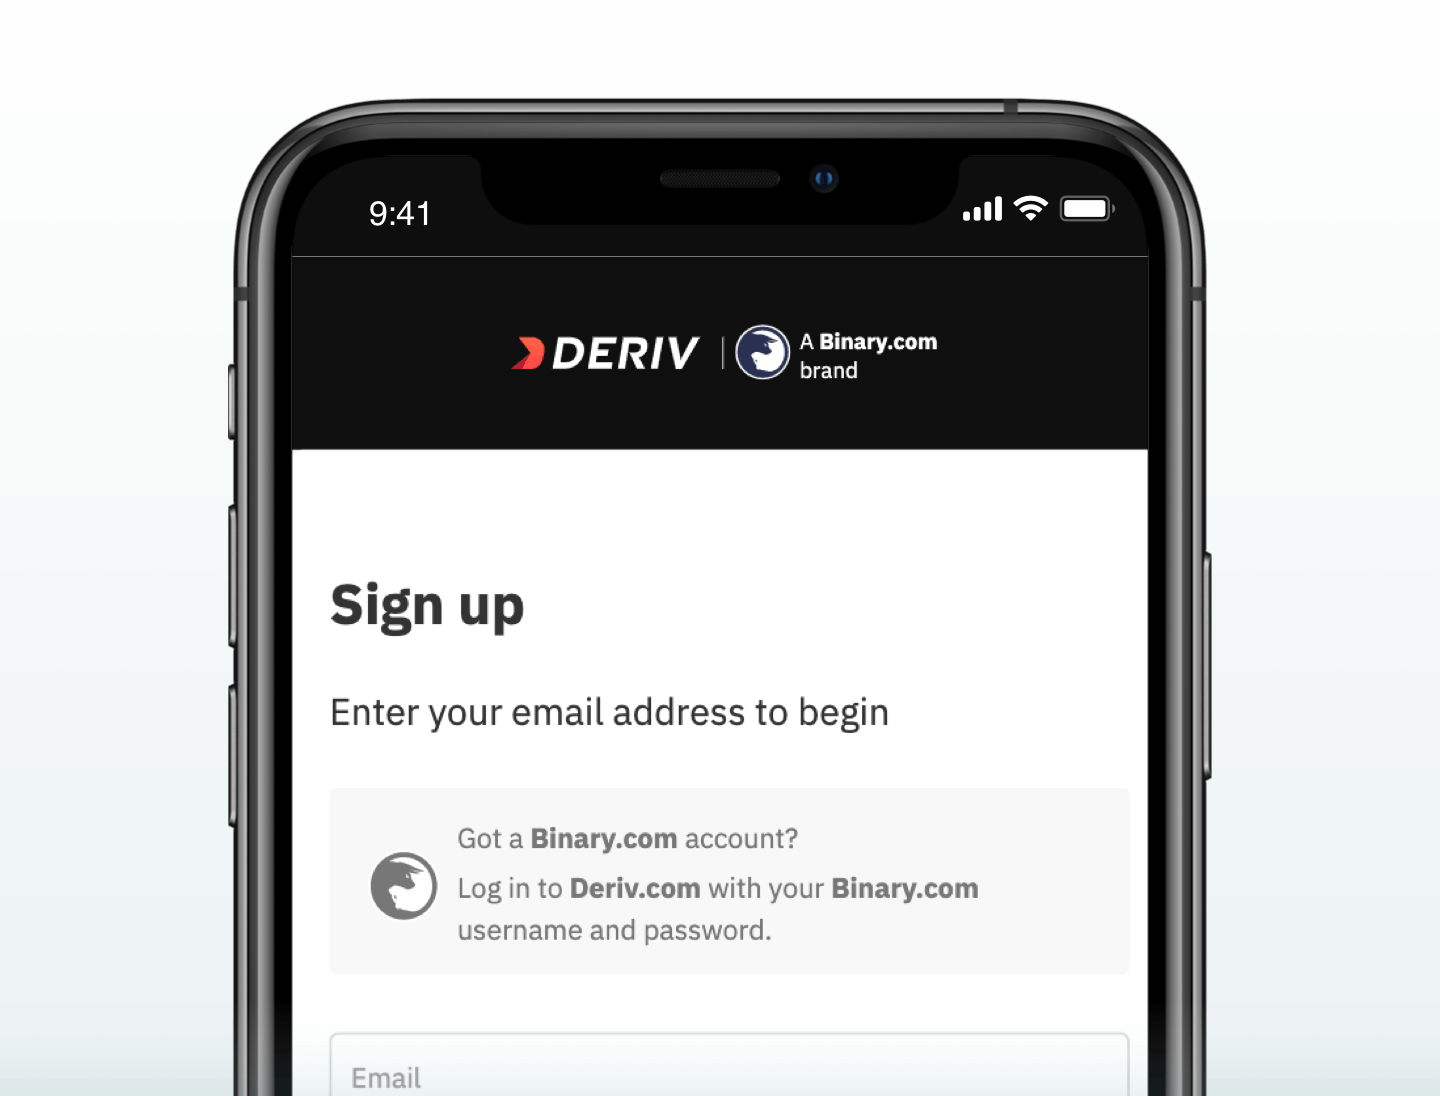 9:41
DERIV
A Binary.com
brand
Sign up
Enter your email address to begin
Got a Binary.com account?
Log in to Deriv.com with your Binary.com
username and password.
Email